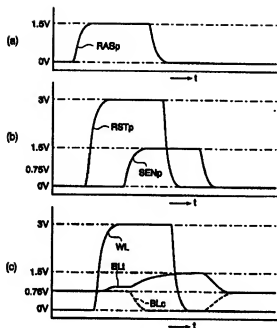 (a)
1.5V
RASp
0V
t
(b)
3V
RSTp
1.5V
SENp
0.75V
0V
t
(c)
3V
WL
1.5V
BLt
0.75V
BLc
0V
t